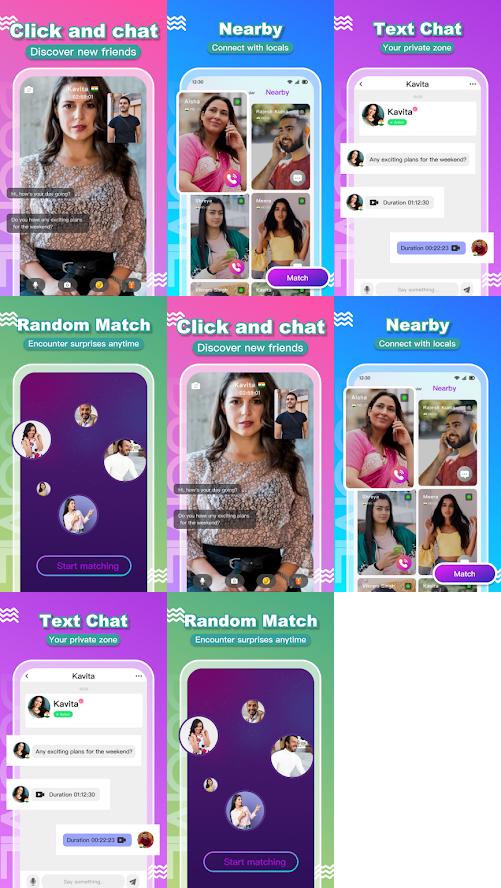 Click and chat
Discover new friends
Kavita
02:59:01
Hi, how's your day going?
Do you have any exciting plans
for the weekend?
Nearby
Connect with locals
12:30
Nearby
Aisha
Rajesh Kumar
Shreya
Meera
Vikram Singh
Kavita
Match
Text Chat
Your private zone
Kavita
Kavita
Any exciting plans for the weekend?
Duration 01:12:30
Duration 00:22:23
Say something...
Random Match
Encounter surprises anytime
Start matching
Click and chat
Discover new friends
Kavita
02:59:01
Hi, how's your day going?
Do you have any exciting plans
for the weekend?
Nearby
Connect with locals
12:30
Nearby
Aisha
Rajesh Kumar
Shreya
Meera
Vikram Singh
Kavita
Match
Text Chat
Your private zone
Kavita
Kavita
Any exciting plans for the weekend?
Duration 01:12:30
Duration 00:22:23
Say something...
Random Match
Encounter surprises anytime
Start matching